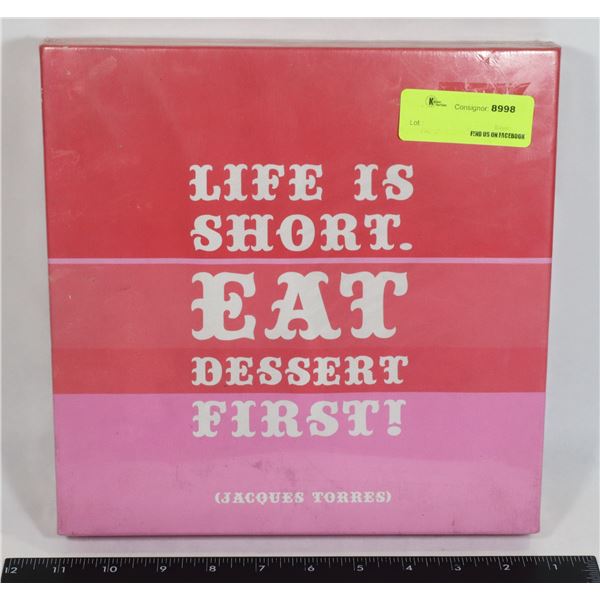 Consignor: 8998
Lot
FIND US ON FACEBOOK
LIFE IS
SHORT.
EAT
DESSERT
FIRST!
(JACQUES TORRES)
12 11 10 9 8 7 6 5 4 3 2 1